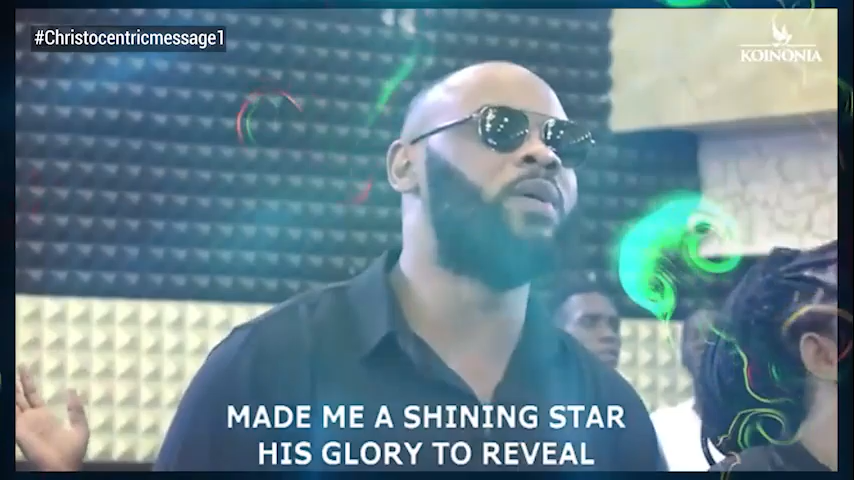 #Christocentricmessage1
KOINONIA
MADE ME A SHINING STAR
HIS GLORY TO REVEAL